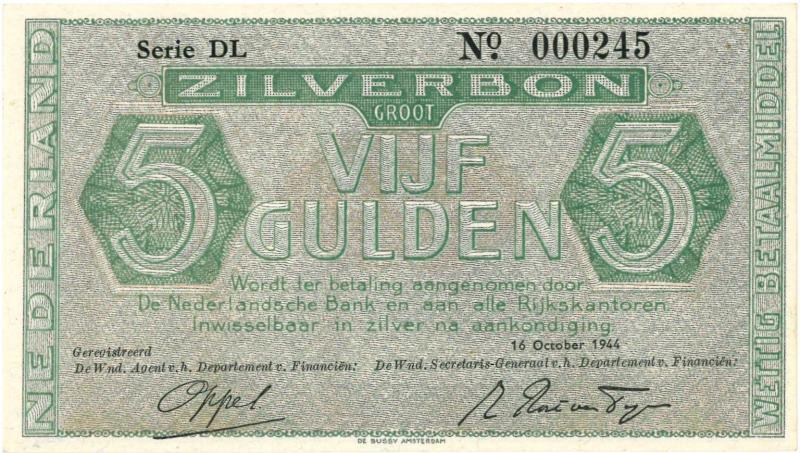 Serie DL
Nº 000245
ZILVERBON
GROOT
5 VIJF 5
GULDEN
NEDERLAND
WETTIG BETAALMIDDEL
Wordt ter betaling aangenomen door
De Nederlandsche Bank en aan alle Rijkskantoren.
Inwisselbaar in zilver na aankondiging
16 October 1944
Geregistreerd
De Wnd. Agent v. h. Departement v. Financiën:
De Wnd. Secretaris-Generaal v. h. Departement v. Financiën:
Oppel.
DE BUSSY AMSTERDAM